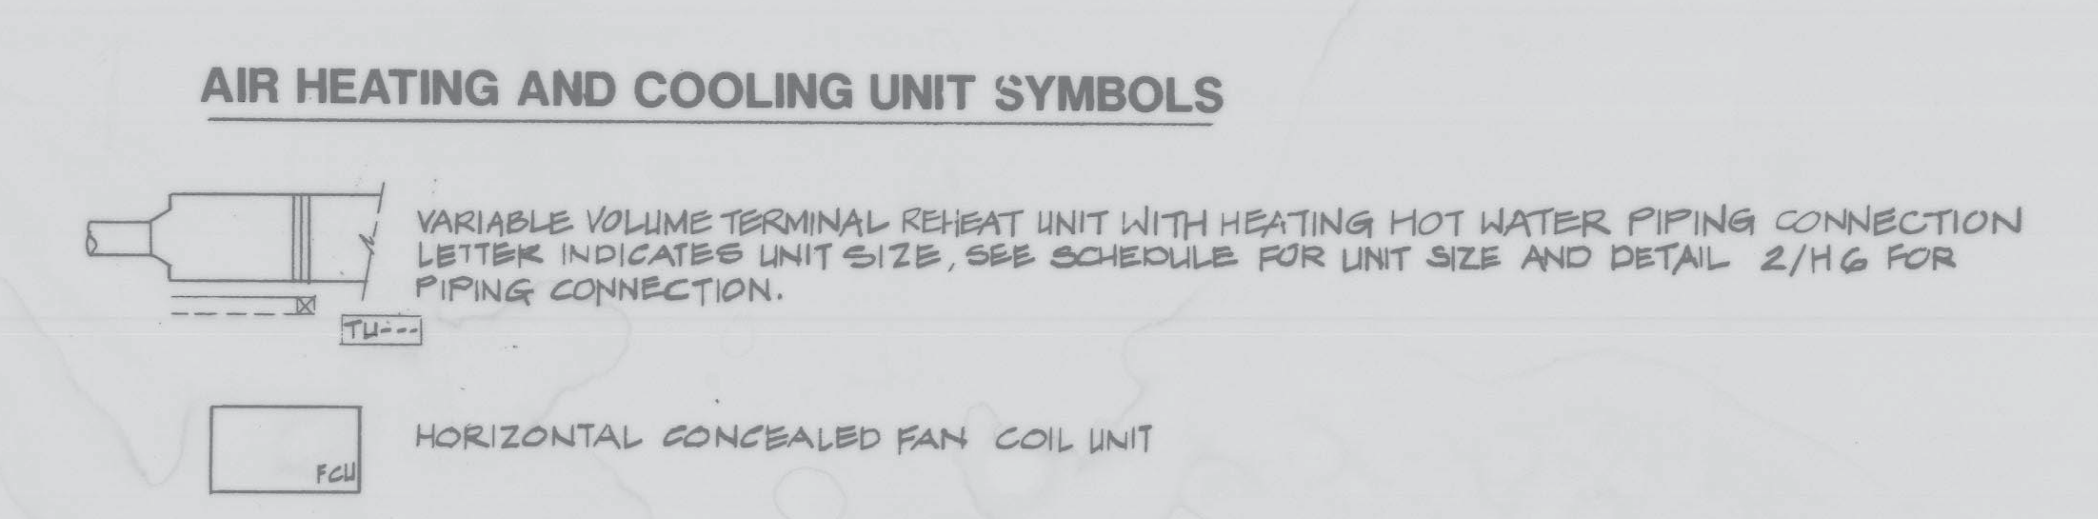 AIR HEATING AND COOLING UNIT SYMBOLS
VARIABLE VOLUME TERMINAL REHEAT UNIT WITH HEATING HOT WATER PIPING CONNECTION
LETTER INDICATES UNIT SIZE, SEE SCHEDULE FOR UNIT SIZE AND DETAIL 2/H6 FOR
PIPING CONNECTION.
TU---
HORIZONTAL CONCEALED FAN COIL UNIT
FCU